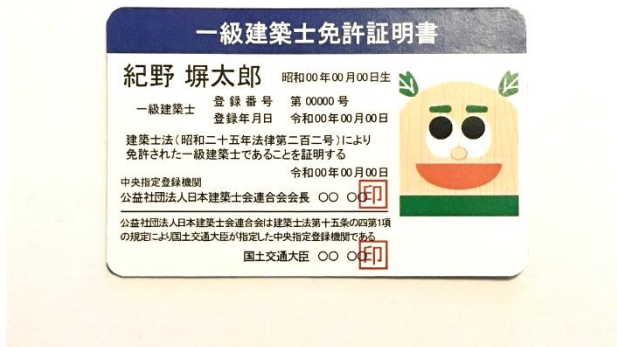 一級建築士免許証明書
紀野 塀太郎 昭和00年00月00日生
一級建築士 登録番号 第 00000 号
登録年月日 令和00年00月00日
建築士法（昭和二十五年法律第二百二号）により
免許された一級建築士であることを証明する
令和00年00月00日
中央指定登録機関
公益社団法人日本建築士会連合会会長 〇〇 〇〇 印
公益社団法人日本建築士会連合会は建築士法第十五条の四第1項
の規定により国土交通大臣が指定した中央指定登録機関である
国土交通大臣 〇〇 〇〇 印